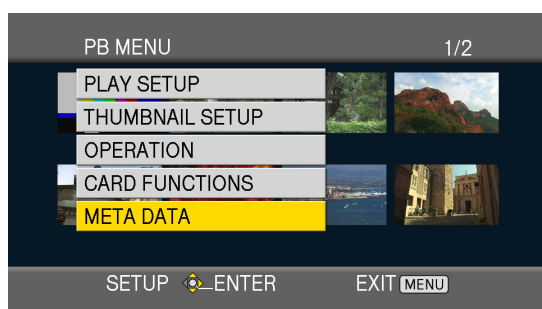 PB MENU 1/2
PLAY SETUP
THUMBNAIL SETUP
OPERATION
CARD FUNCTIONS
META DATA
SETUP ENTER EXIT MENU